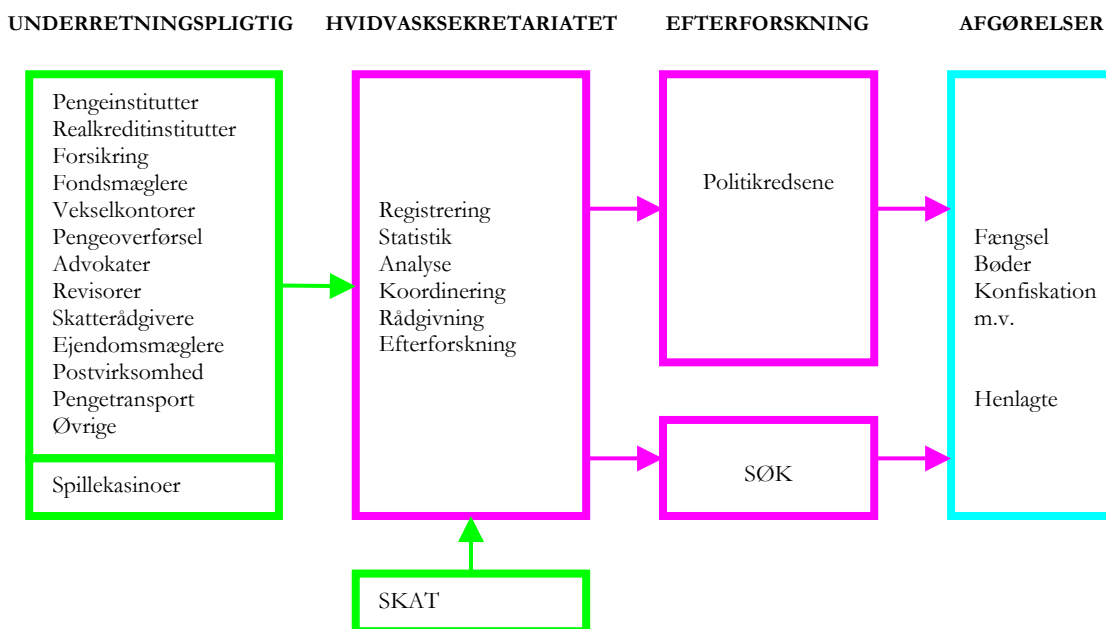 UNDERRETNINGSPLIGTIG
HVIDVASKSEKRETARIATET
EFTERFORSKNING
AFGØRELSER
Pengeinstitutter
Realkreditinstitutter
Forsikring
Fondsmæglere
Vekselkontorer
Pengeoverførsel
Advokater
Revisorer
Skatterådgivere
Ejendomsmæglere
Postvirksomhed
Pengetransport
Øvrige
Spillekasinoer
Registrering
Statistik
Analyse
Koordinering
Rådgivning
Efterforskning
SKAT
Politikredsene
SØK
Fængsel
Bøder
Konfiskation
m.v.
Henlagte